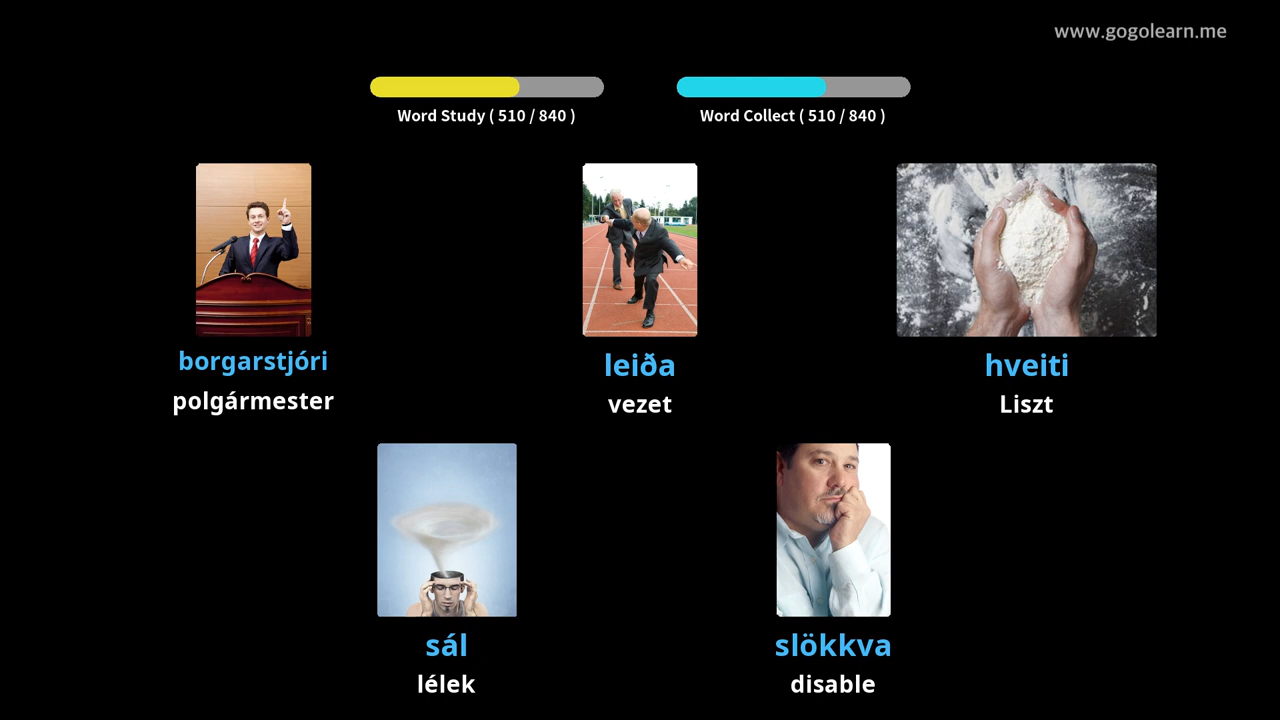 www.gogolearn.me
Word Study ( 510 / 840 )
Word Collect ( 510 / 840 )
borgarstjóri
polgármester
leiða
vezet
hveiti
Liszt
sál
lélek
slökkva
disable